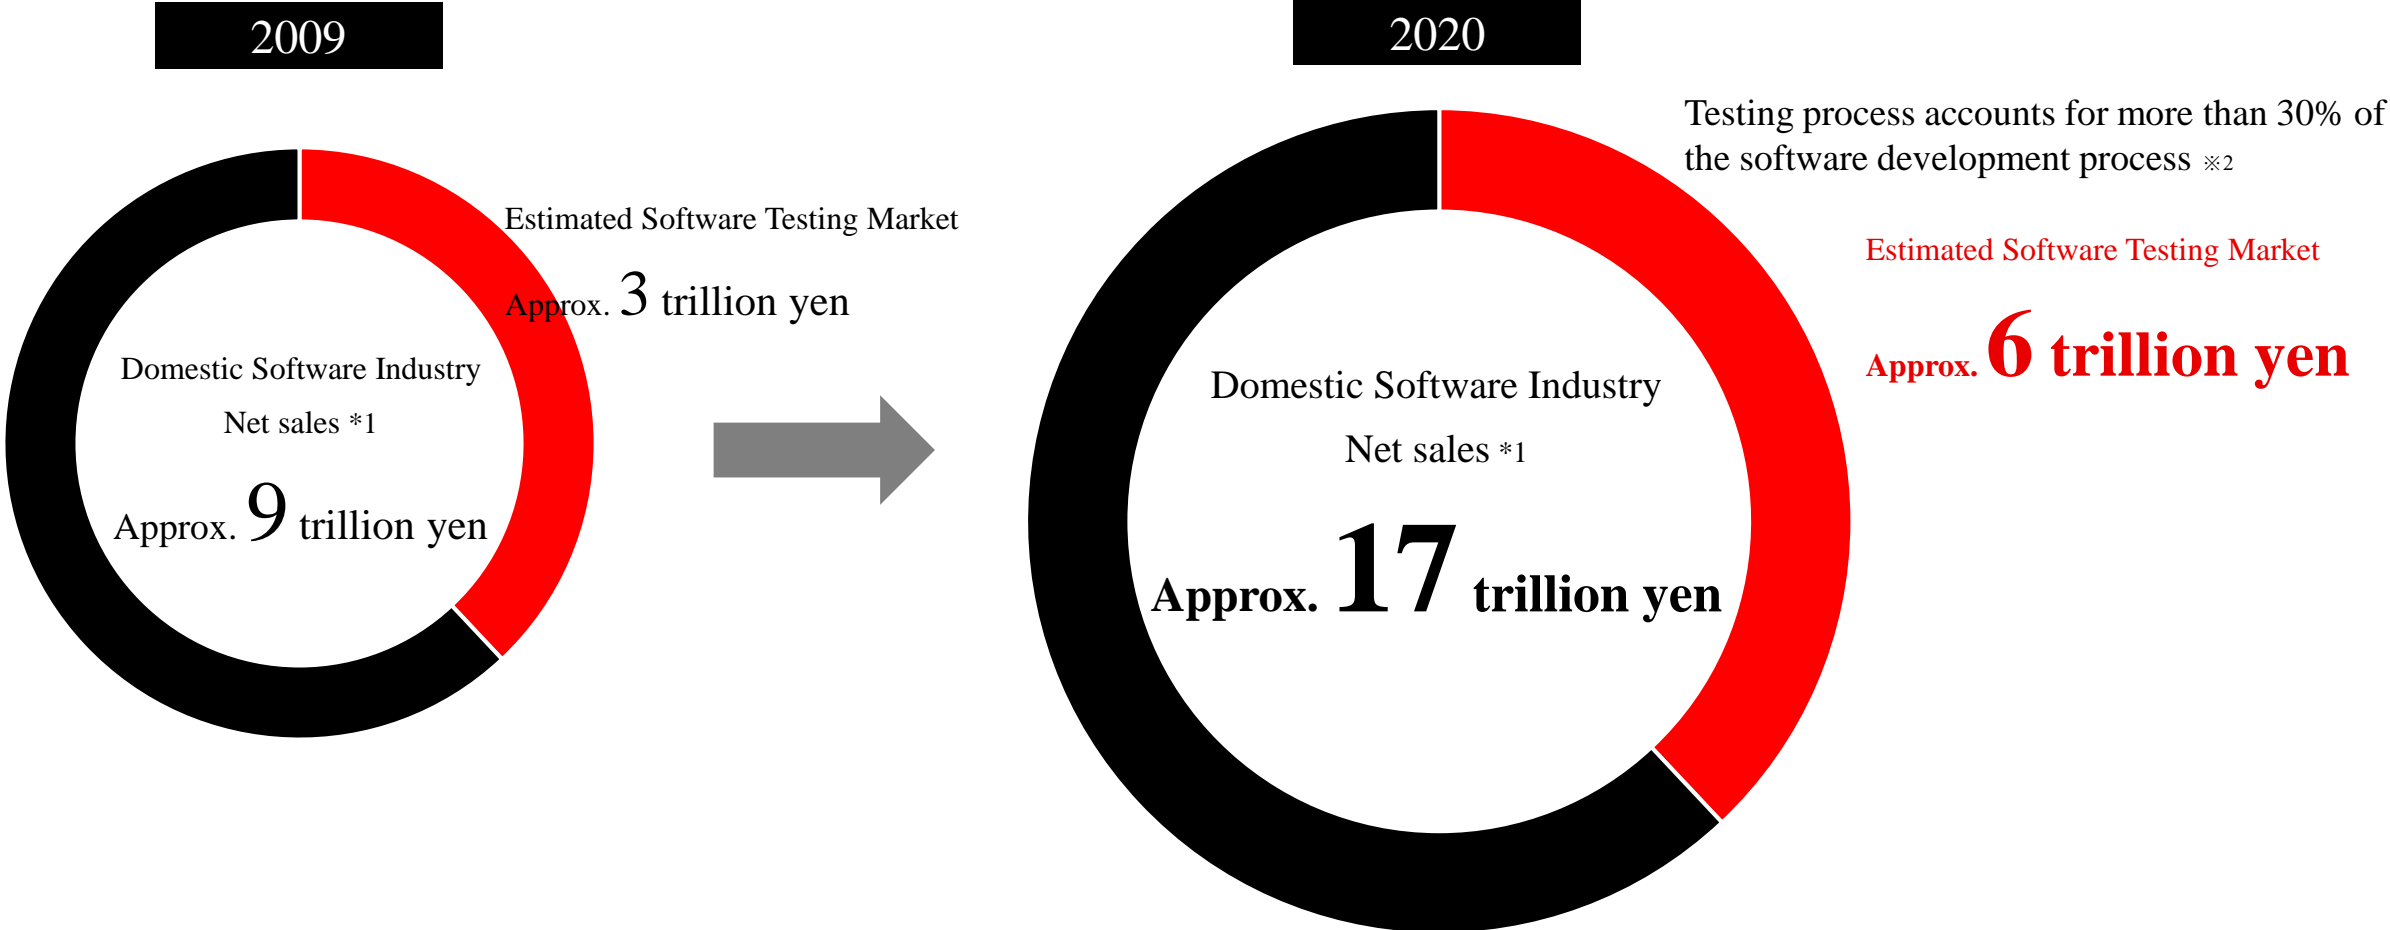 2009
Estimated Software Testing Market
Approx. 3 trillion yen
Domestic Software Industry
Net sales *1
Approx. 9 trillion yen
2020
Testing process accounts for more than 30% of
the software development process ※2
Estimated Software Testing Market
Approx. 6 trillion yen
Domestic Software Industry
Net sales *1
Approx. 17 trillion yen